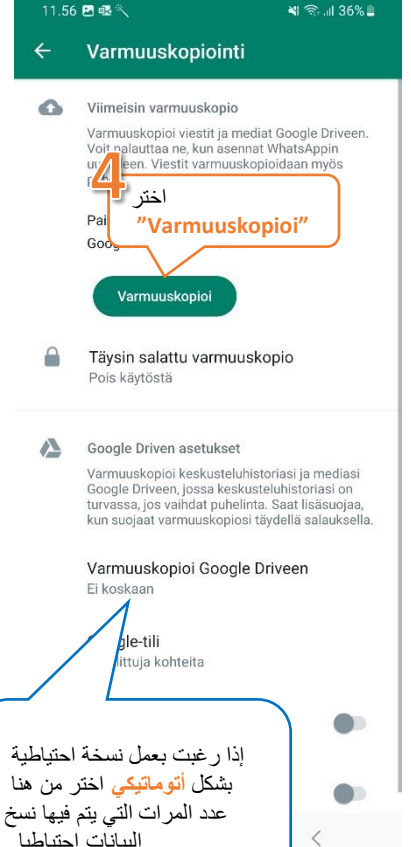 11.56
36%
Varmuuskopiointi
Viimeisin varmuuskopio
Varmuuskopioi viestit ja mediat Google Driveen.
Voit palauttaa ne, kun asennat WhatsAppin
Viestit varmuuskopioidaan myös
4
اختر
"Varmuuskopioi"
Varmuuskopioi
Täysin salattu varmuuskopio
Pois käytöstä
Google Driven asetukset
Varmuuskopioi keskusteluhistoriasi ja mediasi
Google Driveen, jossa keskusteluhistoriasi on
turvassa, jos vaihdat puhelinta. Saat lisäsuojaa,
kun suojaat varmuuskopiosi täydellä salauksella.
Varmuuskopioi Google Driveen
Ei koskaan
kohteita
إذا رغبت بعمل نسخة احتياطية
بشكل أتوماتيكي اختر من هنا
عدد المرات التي يتم فيها نسخ
البيانات احتياطيا